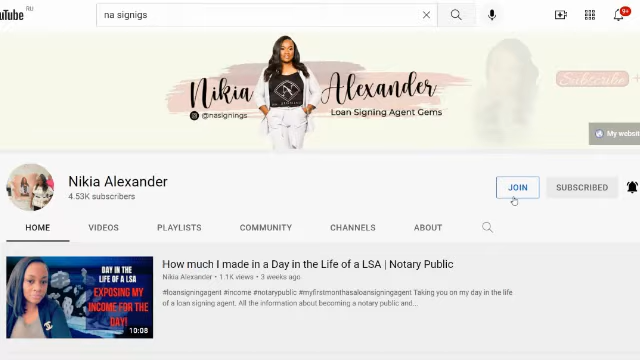 uTube RU
na signigs
9+
Nikia Alexander
@nasignings
Loan Signing Agent Gems
Subscribe
My websit
Nikia Alexander
4.53K subscribers
JOIN
SUBSCRIBED
HOME VIDEOS PLAYLISTS COMMUNITY CHANNELS ABOUT
DAY IN THE
LIFE OF A LSA
EXPOSING MY
INCOME FOR THE
DAY!
10:08
How much I made in a Day in the Life of a LSA | Notary Public
Nikia Alexander • 1.1K views • 3 weeks ago
#loansigningagent #income #notarypublic #myfirstmonthasaloansigningagent Taking you on my day in the life
of a loan signing agent. All the information about becoming a notary public and...